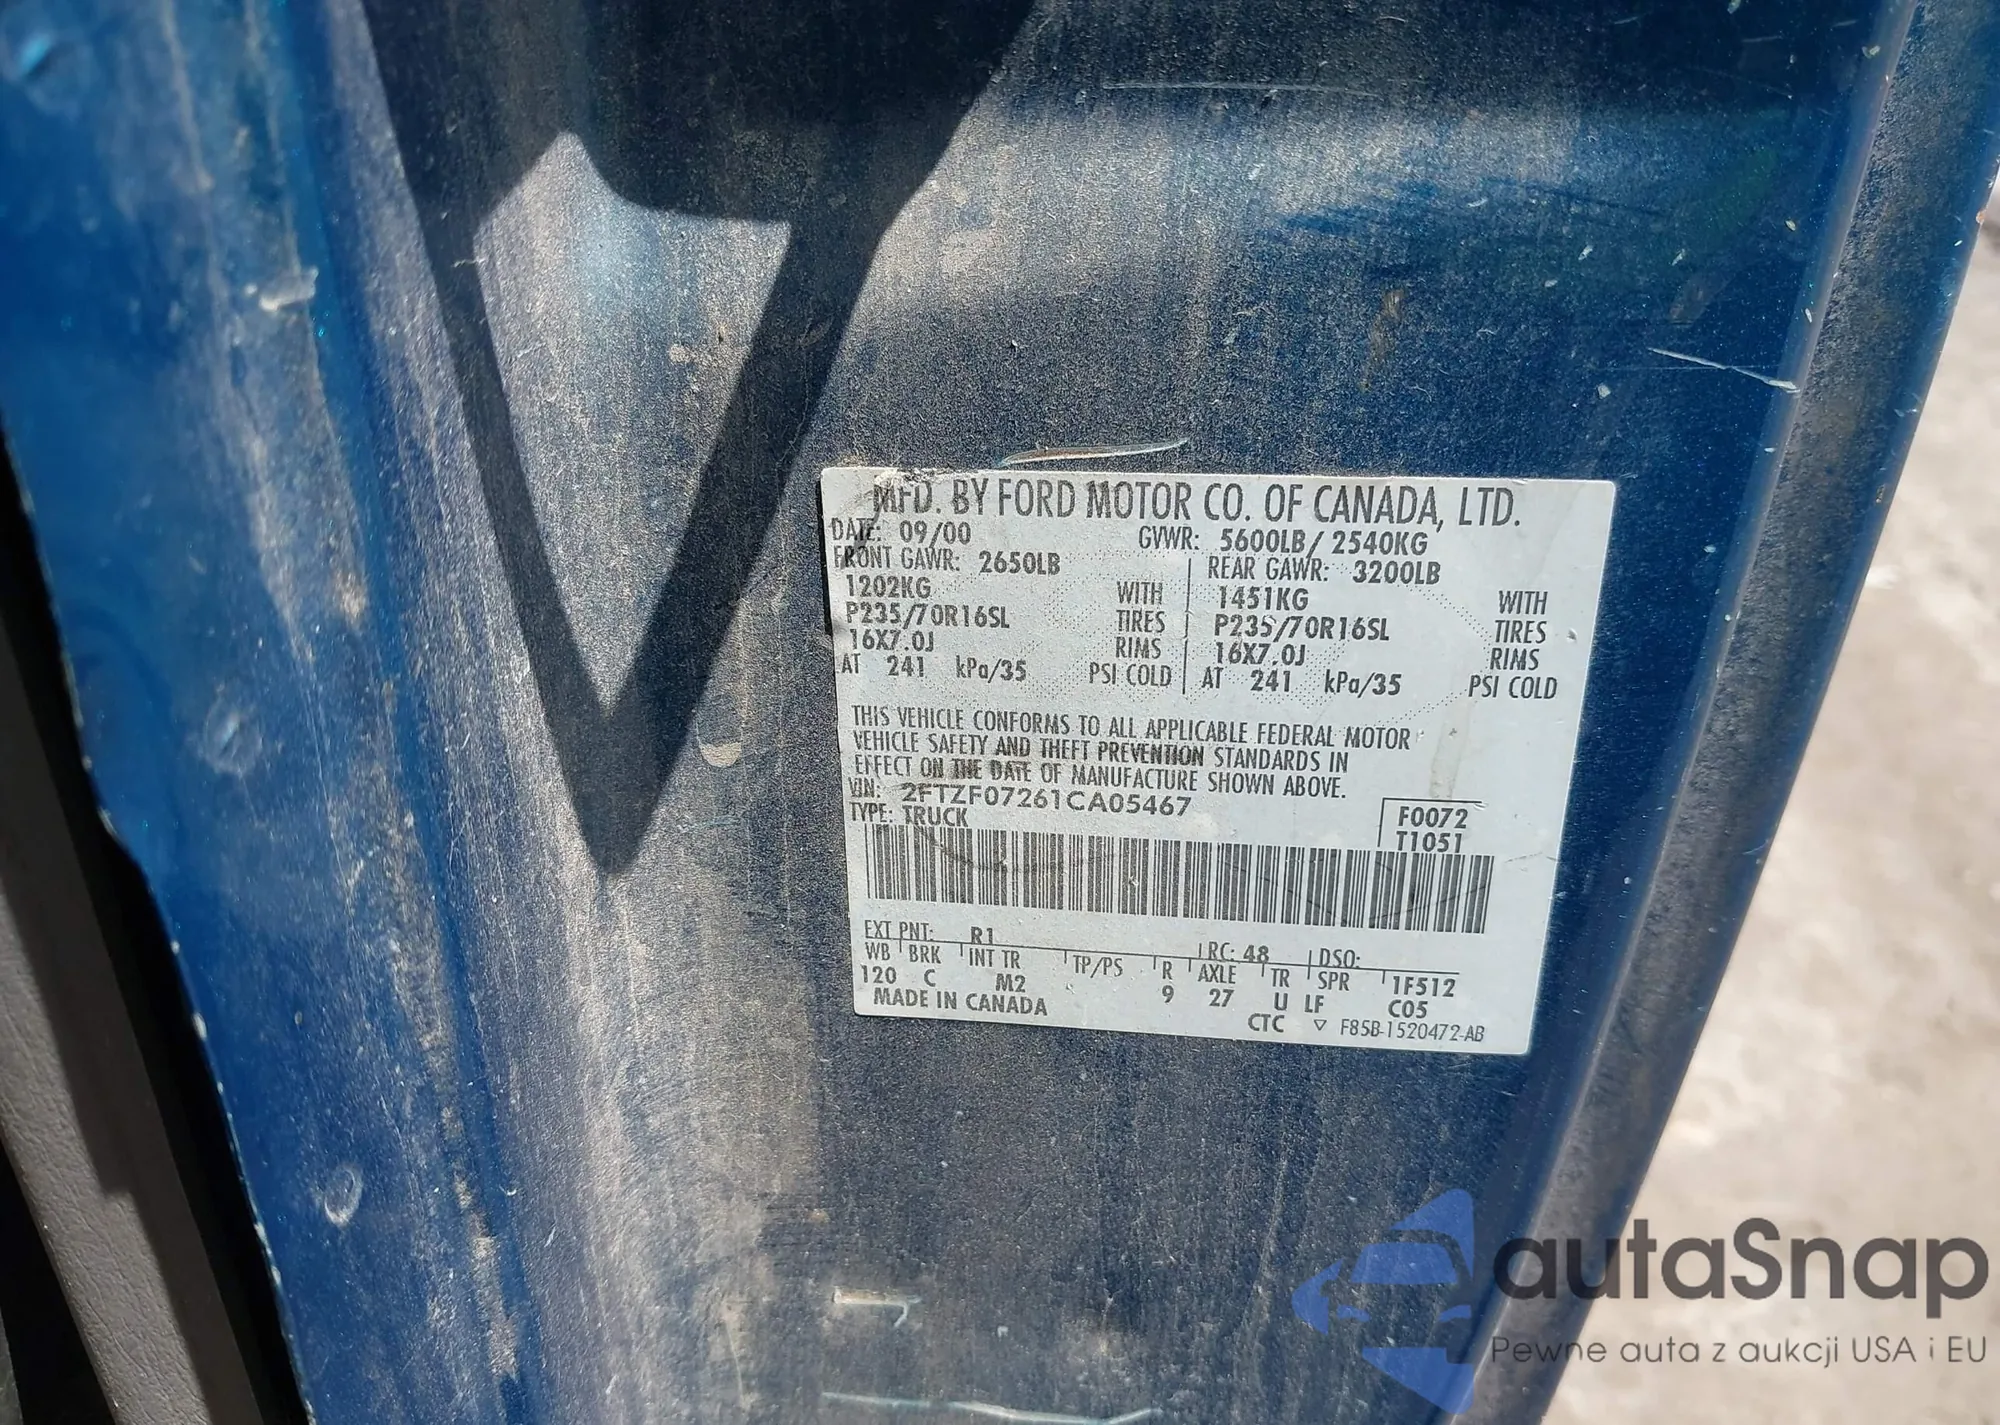 MFD. BY FORD MOTOR CO. OF CANADA, LTD.
DATE: 09/00 GVWR: 5600LB/ 2540KG
FRONT GAWR: 2650LB REAR GAWR: 3200LB
1202KG WITH 1451KG WITH
P235/70R16SL TIRES P235/70R16SL TIRES
16X7.0J RIMS 16X7.0J RIMS
AT 241 kPa/35 PSI COLD AT 241 kPa/35 PSI COLD
THIS VEHICLE CONFORMS TO ALL APPLICABLE FEDERAL MOTOR
VEHICLE SAFETY AND THEFT PREVENTION STANDARDS IN
EFFECT ON THE DATE OF MANUFACTURE SHOWN ABOVE.
VIN: 2FTZF07261CA05467
TYPE: TRUCK
F0072
T1051
EXT PNT: R1 RC: 48 DSO:
WB BRK INT TR TP/PS R AXLE TR SPR 1F512
120 C M2 9 27 U LF C05
MADE IN CANADA
CTC ▽ F85B-1520472-AB
autaSnap
Pewne auta z aukcji USA i EU